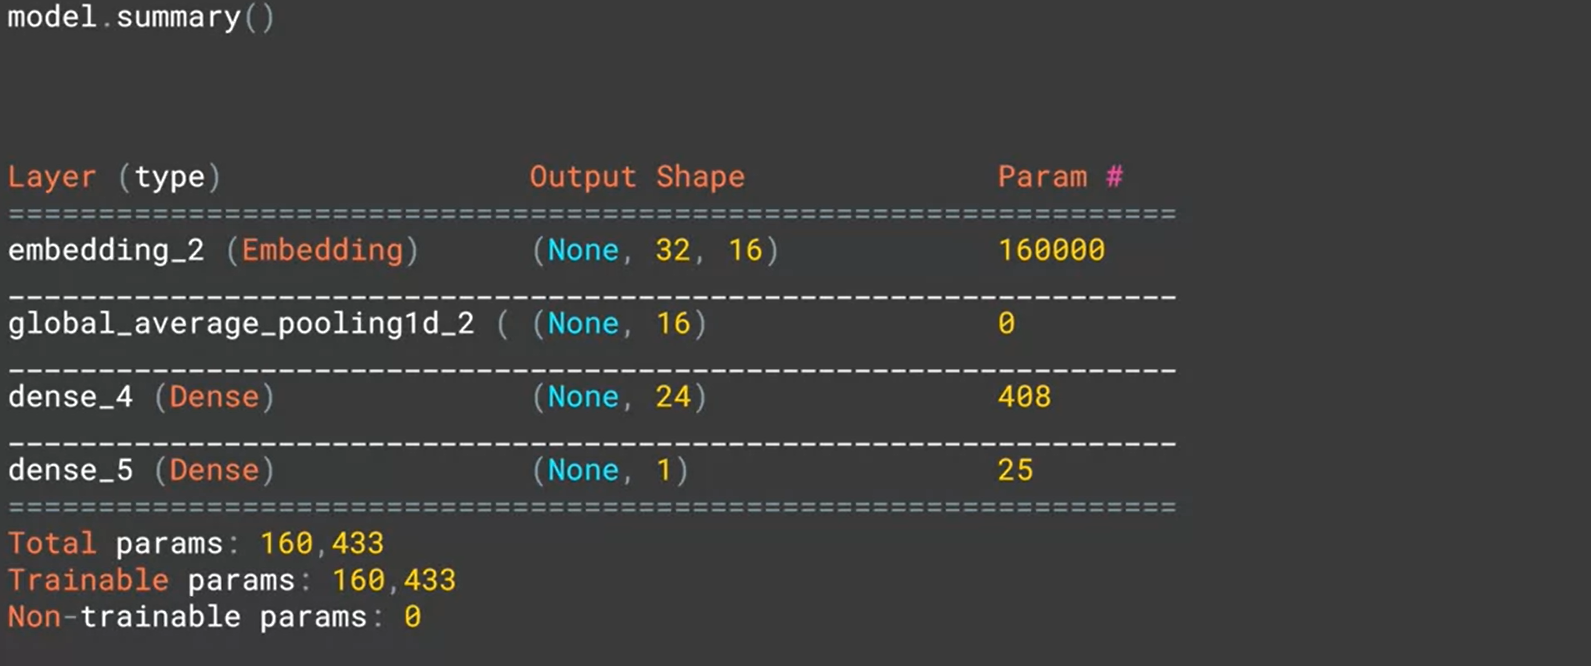 model.summary()
Layer (type) Output Shape Param #
=================================================================
embedding_2 (Embedding) (None, 32, 16) 160000
_________________________________________________________________
global_average_pooling1d_2 ( (None, 16) 0
_________________________________________________________________
dense_4 (Dense) (None, 24) 408
_________________________________________________________________
dense_5 (Dense) (None, 1) 25
=================================================================
Total params: 160,433
Trainable params: 160,433
Non-trainable params: 0